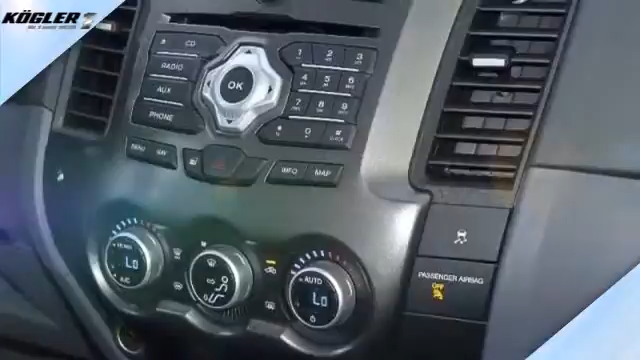 KÖGLER
CD
1 2 3
RADIO
4 5 6
OK
AUX
7 8 9
PHONE
0
MENU NAV
INFO MAP
Lo
A/C
AUTO
Lo
PASSENGER AIRBAG
OFF